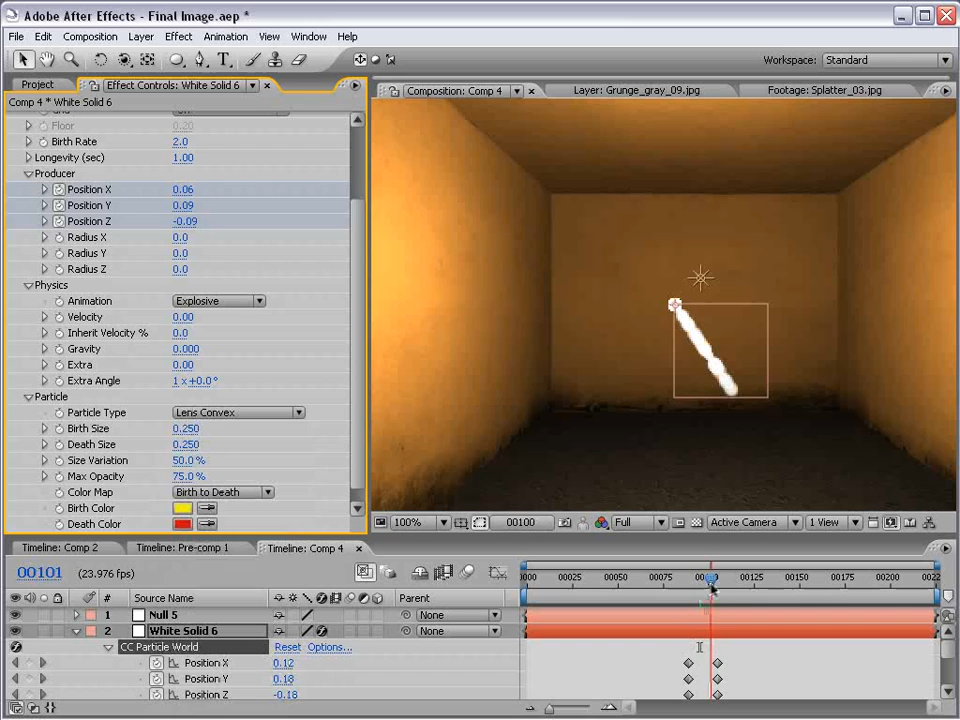 Adobe After Effects - Final Image.aep *
File Edit Composition Layer Effect Animation View Window Help
Workspace: Standard
Project Effect Controls: White Solid 6
Comp 4 * White Solid 6
Composition: Comp 4 Layer: Grunge_gray_09.jpg Footage: Splatter_03.jpg
Floor 0.20
Birth Rate 2.0
Longevity (sec) 1.00
Producer
Position X 0.06
Position Y 0.09
Position Z -0.09
Radius X 0.0
Radius Y 0.0
Radius Z 0.0
Physics
Animation Explosive
Velocity 0.00
Inherit Velocity % 0.0
Gravity 0.000
Extra 0.00
Extra Angle 1 x +0.0°
Particle
Particle Type Lens Convex
Birth Size 0.250
Death Size 0.250
Size Variation 50.0 %
Max Opacity 75.0 %
Color Map Birth to Death
Birth Color
Death Color
100% 00100 Full Active Camera 1 View
Timeline: Comp 2 Timeline: Pre-comp 1 Timeline: Comp 4
00101 (23.976 fps)
00025 00050 00075 00125 00150 00175 00200
# Source Name Parent
1 Null 5 None
2 White Solid 6 None
CC Particle World Reset Options...
Position X 0.12
Position Y 0.18
Position Z -0.18